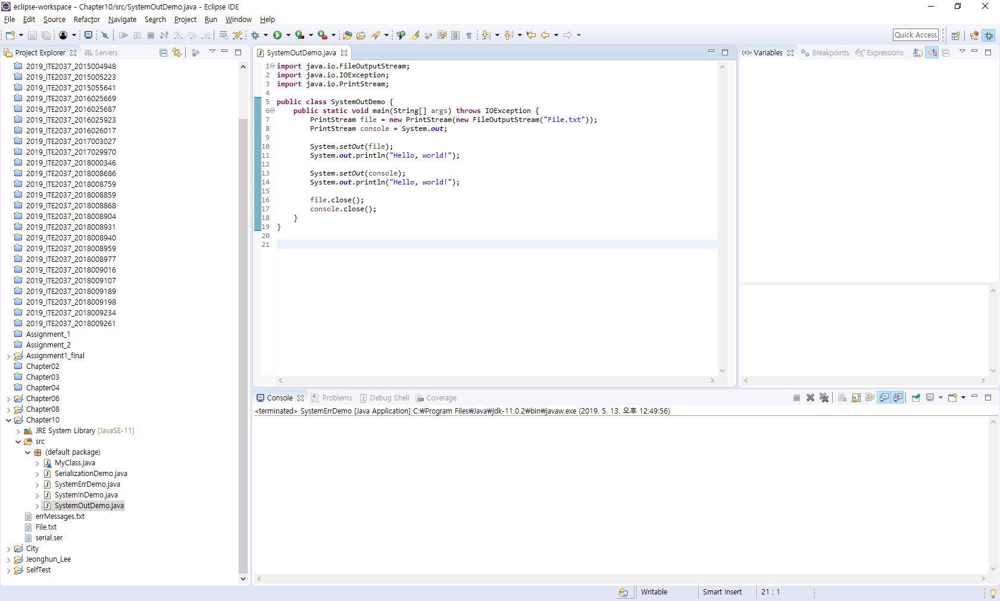 eclipse-workspace - Chapter10/src/SystemOutDemo.java - Eclipse IDE
File Edit Source Refactor Navigate Search Project Run Window Help
Quick Access
Project Explorer Servers
2019_ITE2037_2015004948
2019_ITE2037_2015005223
2019_ITE2037_2015055641
2019_ITE2037_2016025669
2019_ITE2037_2016025687
2019_ITE2037_2016025923
2019_ITE2037_2016026017
2019_ITE2037_2017003027
2019_ITE2037_2017029970
2019_ITE2037_2018000346
2019_ITE2037_2018008686
2019_ITE2037_2018008759
2019_ITE2037_2018008859
2019_ITE2037_2018008868
2019_ITE2037_2018008904
2019_ITE2037_2018008931
2019_ITE2037_2018008940
2019_ITE2037_2018008959
2019_ITE2037_2018008977
2019_ITE2037_2018009016
2019_ITE2037_2018009107
2019_ITE2037_2018009189
2019_ITE2037_2018009198
2019_ITE2037_2018009234
2019_ITE2037_2018009261
Assignment_1
Assignment_2
Assignment1_final
Chapter02
Chapter03
Chapter04
Chapter06
Chapter08
Chapter10
JRE System Library [JavaSE-11]
src
(default package)
MyClass.java
SerializationDemo.java
SystemErrDemo.java
SystemInDemo.java
SystemOutDemo.java
errMessages.txt
File.txt
serial.ser
City
Jeonghun_Lee
SelfTest
SystemOutDemo.java
1 import java.io.FileOutputStream;
2 import java.io.IOException;
3 import java.io.PrintStream;
4
5 public class SystemOutDemo {
6 public static void main(String[] args) throws IOException {
7 PrintStream file = new PrintStream(new FileOutputStream("File.txt"));
8 PrintStream console = System.out;
9
10 System.setOut(file);
11 System.out.println("Hello, world!");
12
13 System.setOut(console);
14 System.out.println("Hello, world!");
15
16 file.close();
17 console.close();
18 }
19 }
20
21
(x)= Variables Breakpoints Expressions
Console Problems Debug Shell Coverage
<terminated> SystemErrDemo [Java Application] C:₩Program Files₩Java₩jdk-11.0.2₩bin₩javaw.exe (2019. 5. 13. 오후 12:49:56)
Writable Smart Insert 21 : 1